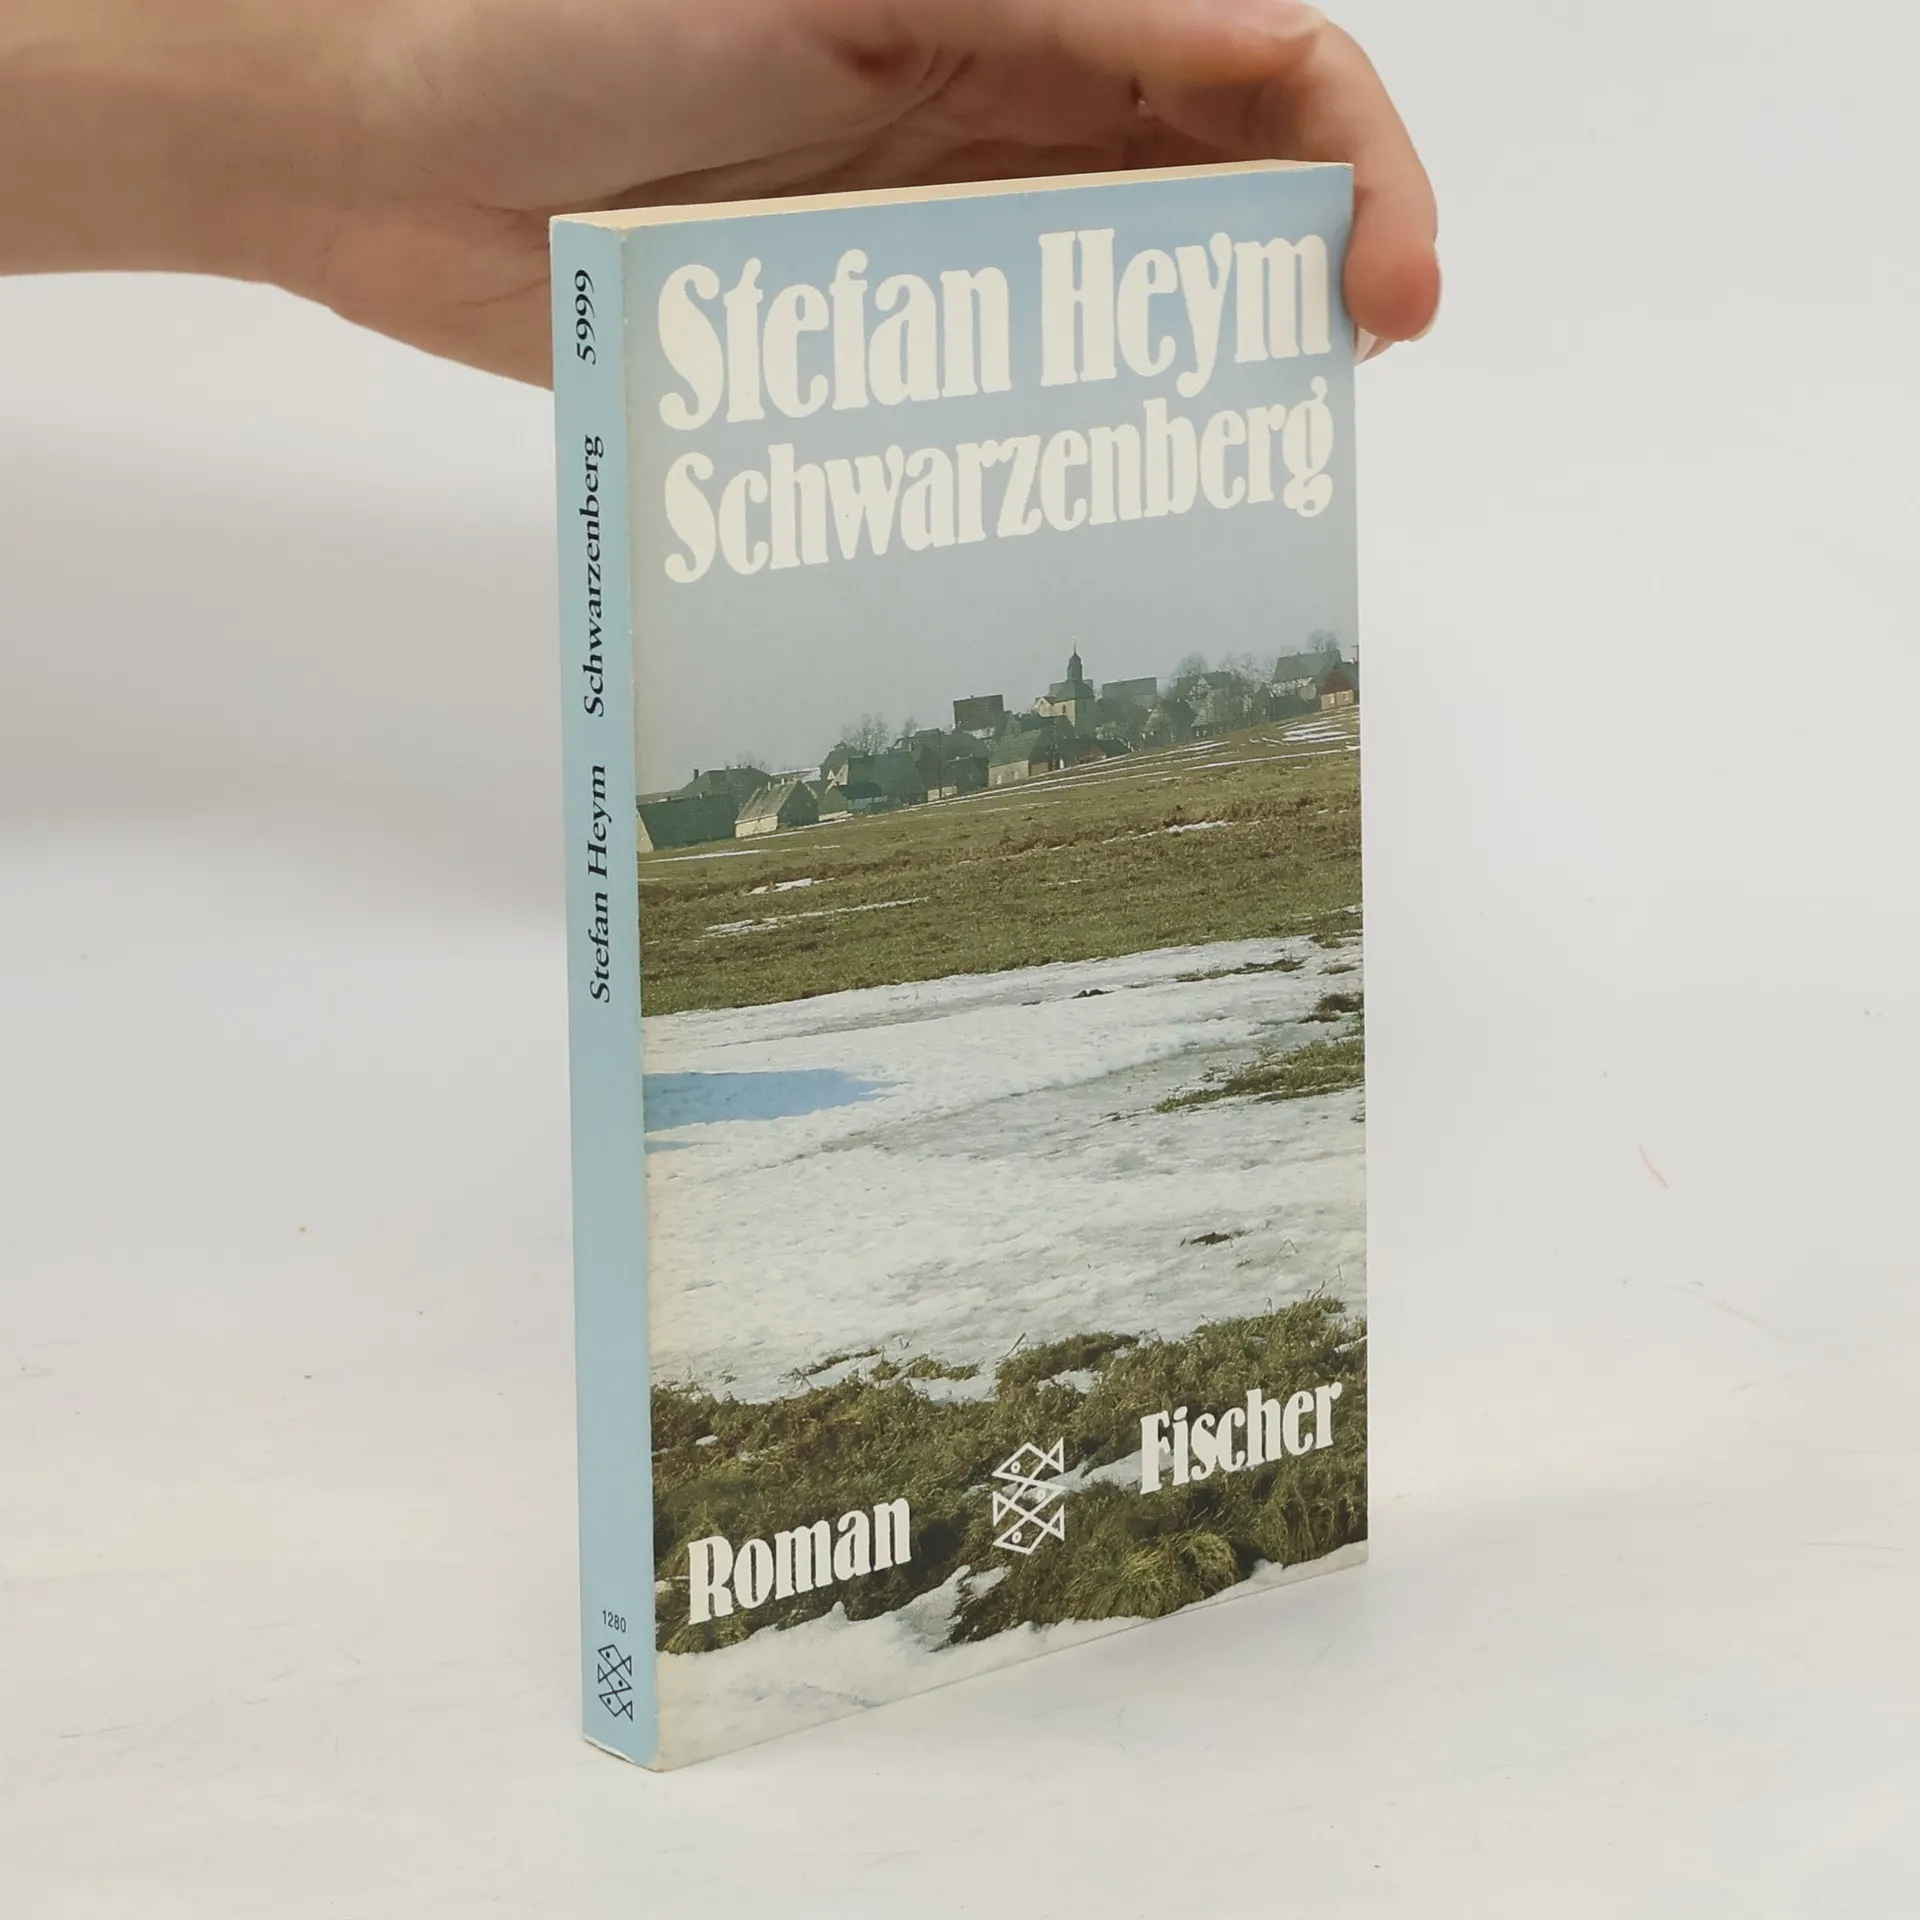 Stefan Heym
Schwarzenberg
Roman
Fischer
Stefan Heym Schwarzenberg 5999
1280